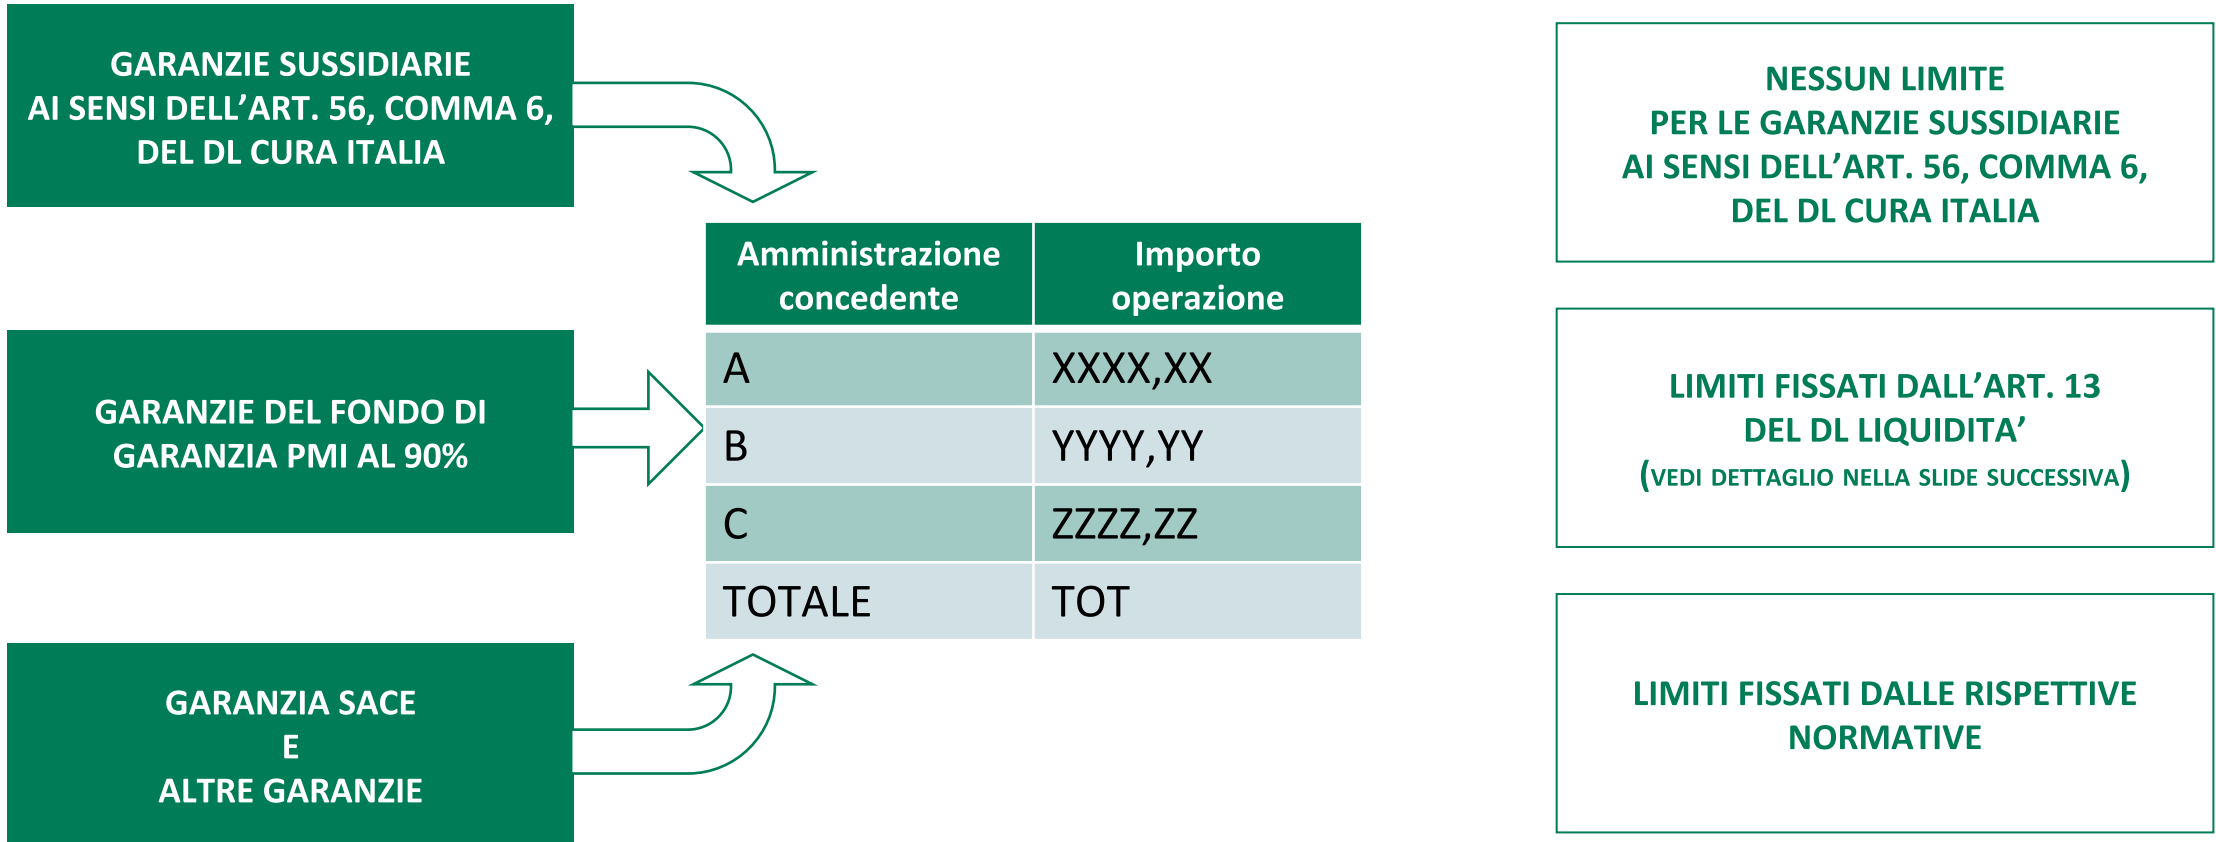 GARANZIE SUSSIDIARIE
AI SENSI DELL’ART. 56, COMMA 6,
DEL DL CURA ITALIA
GARANZIE DEL FONDO DI
GARANZIA PMI AL 90%
GARANZIA SACE
E
ALTRE GARANZIE
Amministrazione concedente
Importo operazione
A XXXX,XX
B YYYY,YY
C ZZZZ,ZZ
TOTALE TOT
NESSUN LIMITE
PER LE GARANZIE SUSSIDIARIE
AI SENSI DELL’ART. 56, COMMA 6,
DEL DL CURA ITALIA
LIMITI FISSATI DALL’ART. 13
DEL DL LIQUIDITA’
(VEDI DETTAGLIO NELLA SLIDE SUCCESSIVA)
LIMITI FISSATI DALLE RISPETTIVE
NORMATIVE